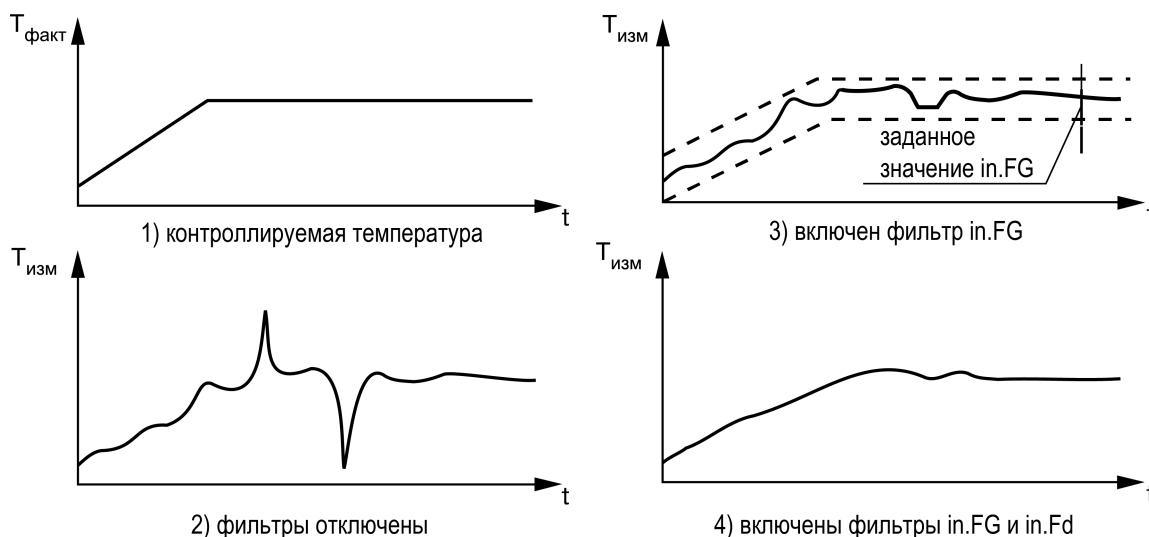 Tфакт
t
1) контроллируемая температура
Tизм
заданное
значение in.FG
t
3) включен фильтр in.FG
Tизм
t
2) фильтры отключены
Tизм
t
4) включены фильтры in.FG и in.Fd